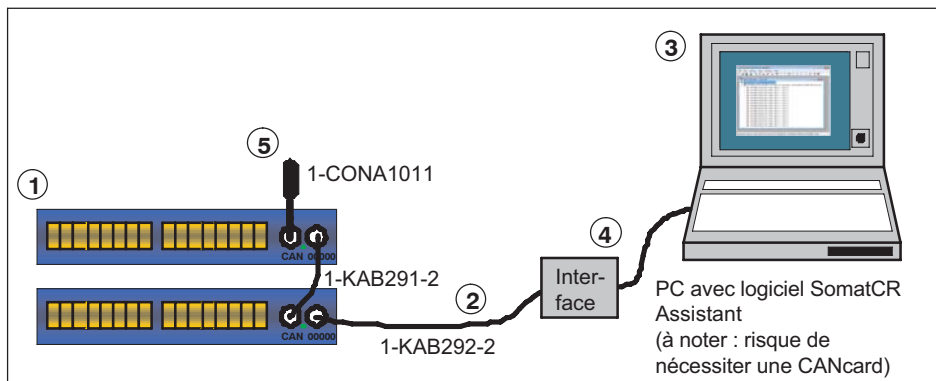 1
5
1-CONA1011
CAN 00000
1-KAB291-2
CAN 00000
2
1-KAB292-2
4
Inter-
face
3
PC avec logiciel SomatCR
Assistant
(à noter : risque de
nécessiter une CANcard)